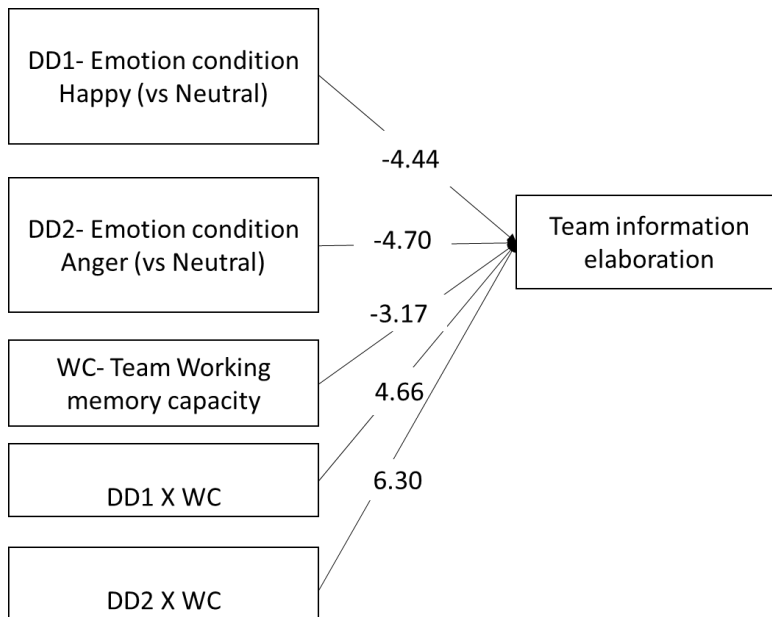 DD1- Emotion condition
Happy (vs Neutral)
-4.44
DD2- Emotion condition
Anger (vs Neutral)
-4.70
Team information
elaboration
-3.17
WC- Team Working
memory capacity
4.66
DD1 X WC
6.30
DD2 X WC